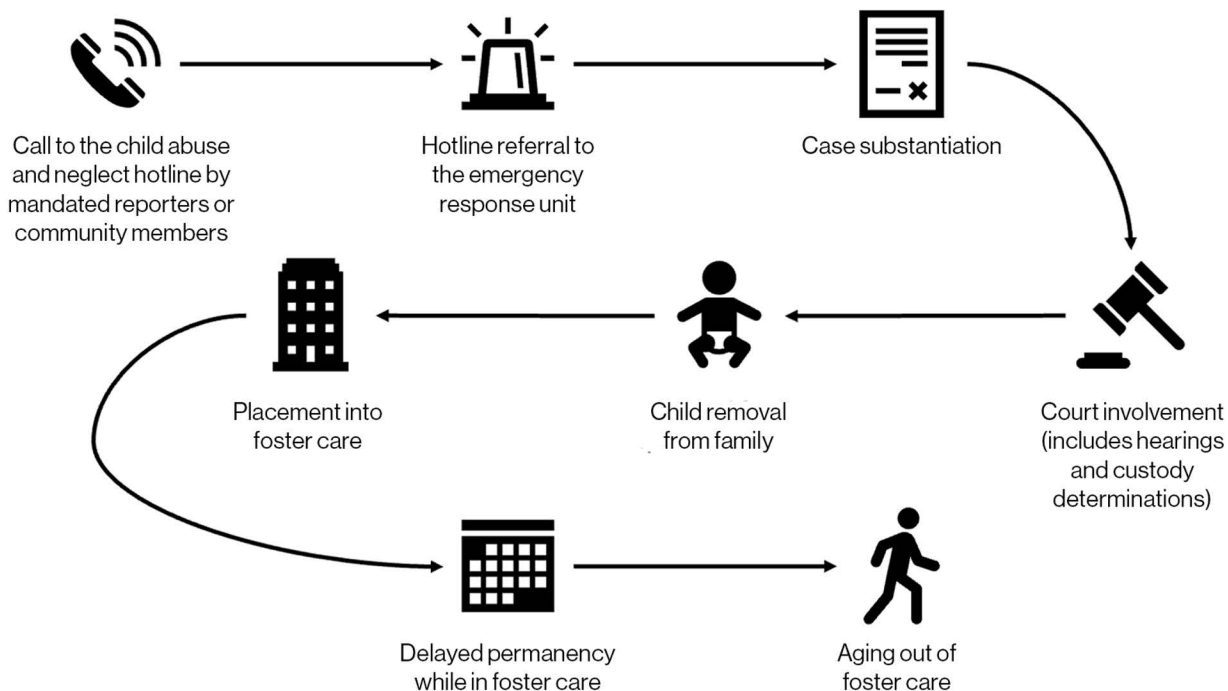 Call to the child abuse
and neglect hotline by
mandated reporters or
community members
Hotline referral to
the emergency
response unit
Case substantiation
Court involvement
(includes hearings
and custody
determinations)
Child removal
from family
Placement into
foster care
Delayed permanency
while in foster care
Aging out of
foster care